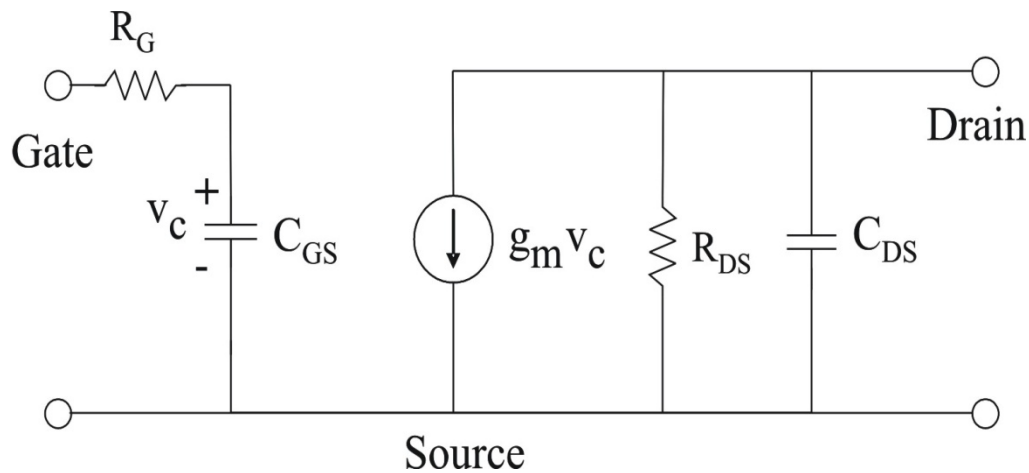 R_G
Gate
Drain
+
v_c
C_GS
-
g_m v_c
R_DS
C_DS
Source